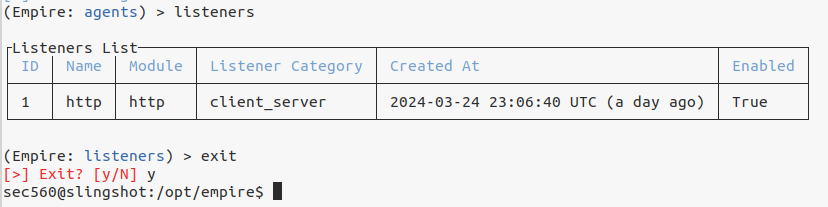 (Empire: agents) > listeners
Listeners List
ID Name Module Listener Category Created At Enabled
1 http http client_server 2024-03-24 23:06:40 UTC (a day ago) True
(Empire: listeners) > exit
[>] Exit? [y/N] y
sec560@slingshot:/opt/empire$